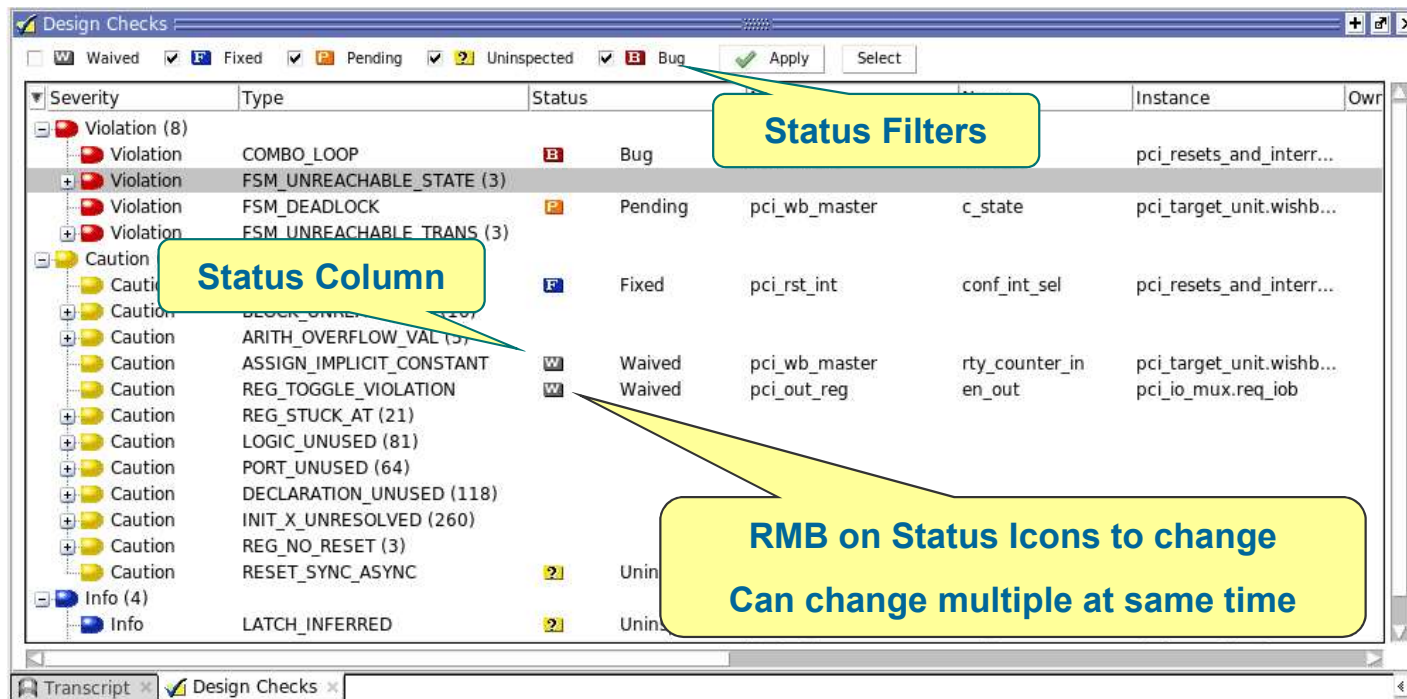 Design Checks
Waived Fixed Pending Uninspected Bug Apply Select
Severity Type Status Instance Owr
Status Filters
Violation (8)
Violation COMBO_LOOP B Bug pci_resets_and_interr...
Violation FSM_UNREACHABLE_STATE (3)
Violation FSM_DEADLOCK P Pending pci_wb_master c_state pci_target_unit.wishb...
Violation FSM_UNREACHABLE_TRANS (3)
Caution
Status Column
F Fixed pci_rst_int conf_int_sel pci_resets_and_interr...
Caution
Caution ARITH_OVERFLOW_VAL
Caution ASSIGN_IMPLICIT_CONSTANT W Waived pci_wb_master rty_counter_in pci_target_unit.wishb...
Caution REG_TOGGLE_VIOLATION W Waived pci_out_reg en_out pci_io_mux.req_iob
Caution REG_STUCK_AT (21)
Caution LOGIC_UNUSED (81)
Caution PORT_UNUSED (64)
Caution DECLARATION_UNUSED (118)
Caution INIT_X_UNRESOLVED (260)
Caution REG_NO_RESET (3)
Caution RESET_SYNC_ASYNC ?
RMB on Status Icons to change
Can change multiple at same time
Info (4)
Info LATCH_INFERRED ?
Transcript Design Checks